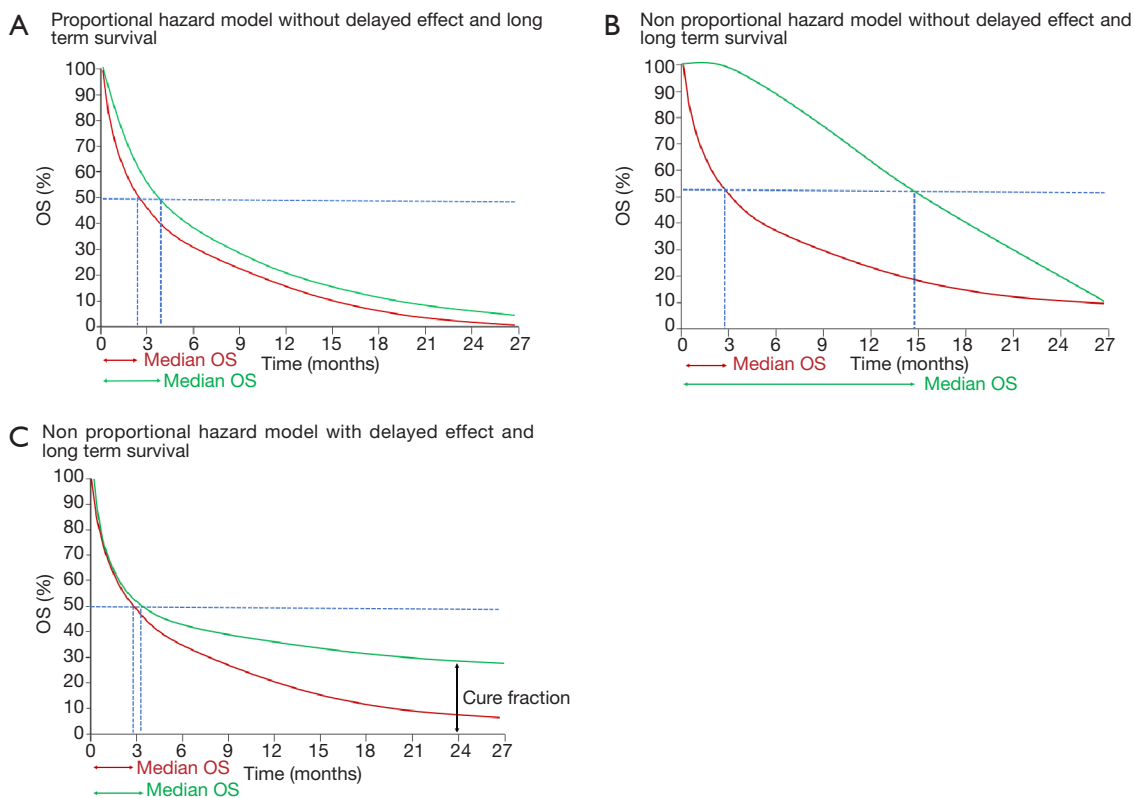 A Proportional hazard model without delayed effect and long
term survival
100
90
80
70
60
50
40
30
20
10
0
OS (%)
0 3 6 9 12 15 18 21 24 27
Median OS Time (months)
Median OS
B Non proportional hazard model without delayed effect and
long term survival
100
90
80
70
60
50
40
30
20
10
0
OS (%)
0 3 6 9 12 15 18 21 24 27
Median OS Time (months)
Median OS
C Non proportional hazard model with delayed effect and
long term survival
100
90
80
70
60
50
40
30
20
10
0
OS (%)
Cure fraction
0 3 6 9 12 15 18 21 24 27
Median OS Time (months)
Median OS